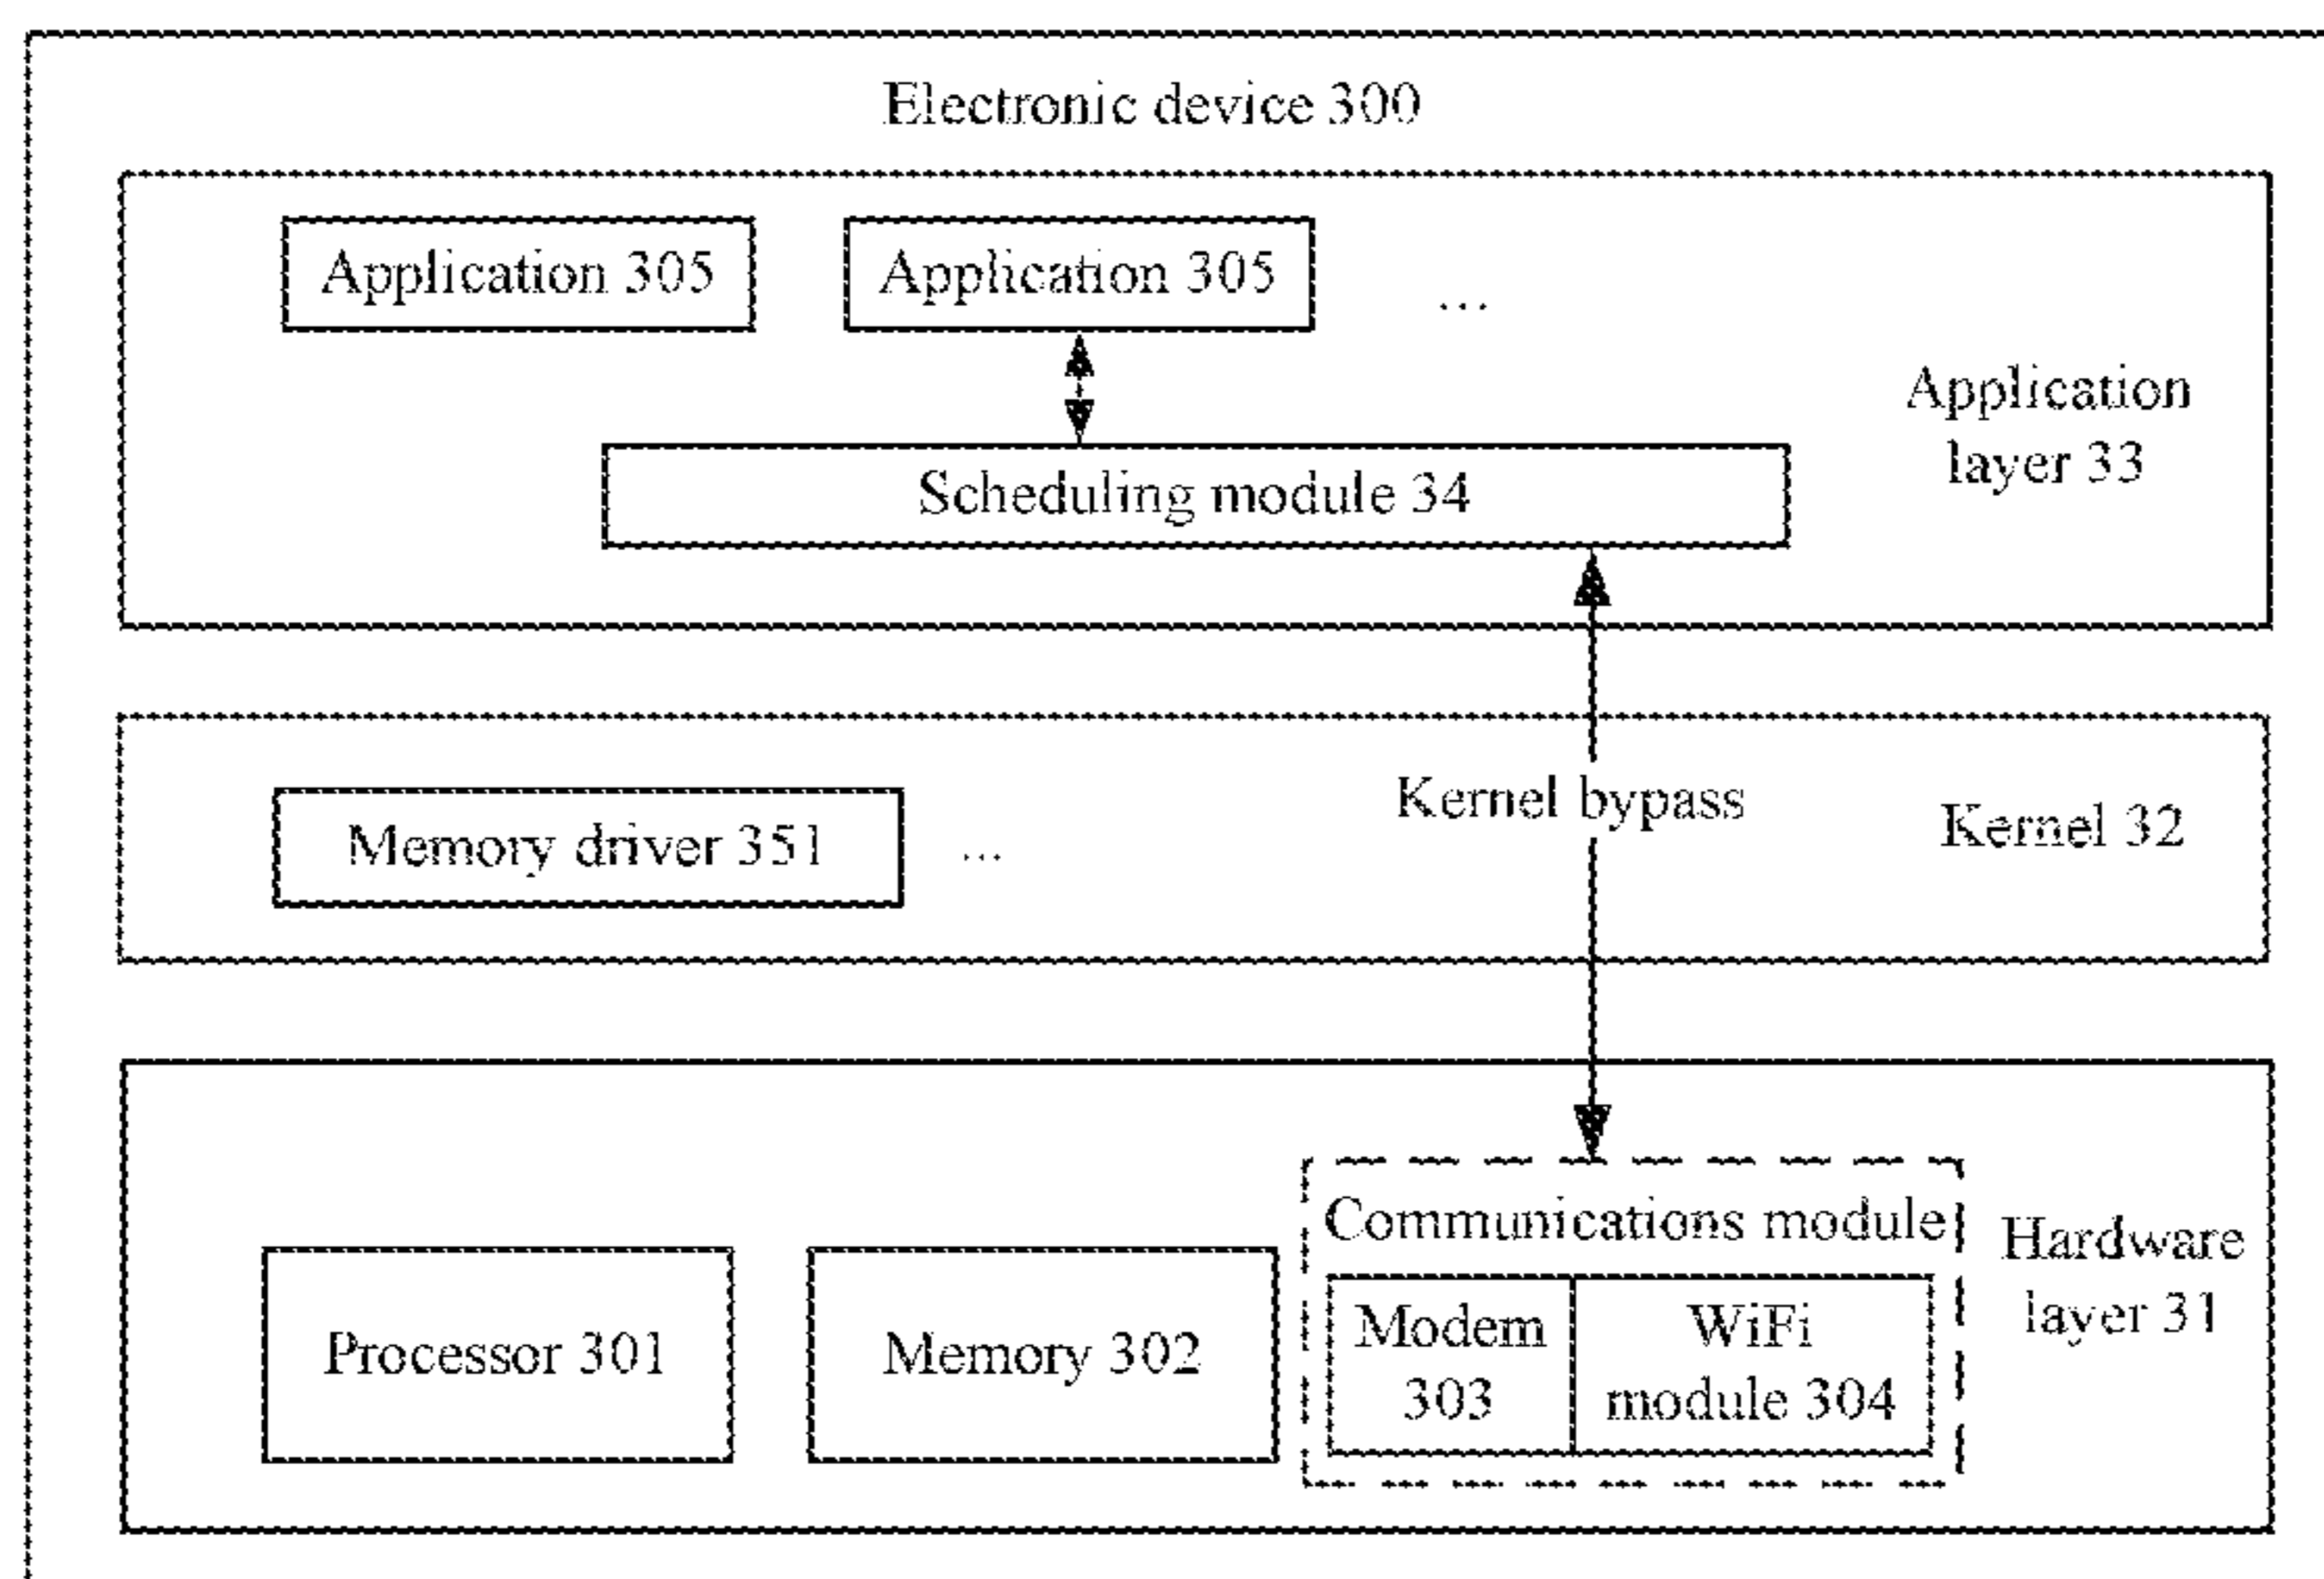 Electronic device 300
Application 305
Application 305
...
Application
layer 33
Scheduling module 34
Kernel bypass
Memory driver 351
...
Kernel 32
Communications module
Hardware
layer 31
Processor 301
Memory 302
Modem
303
WiFi
module 304